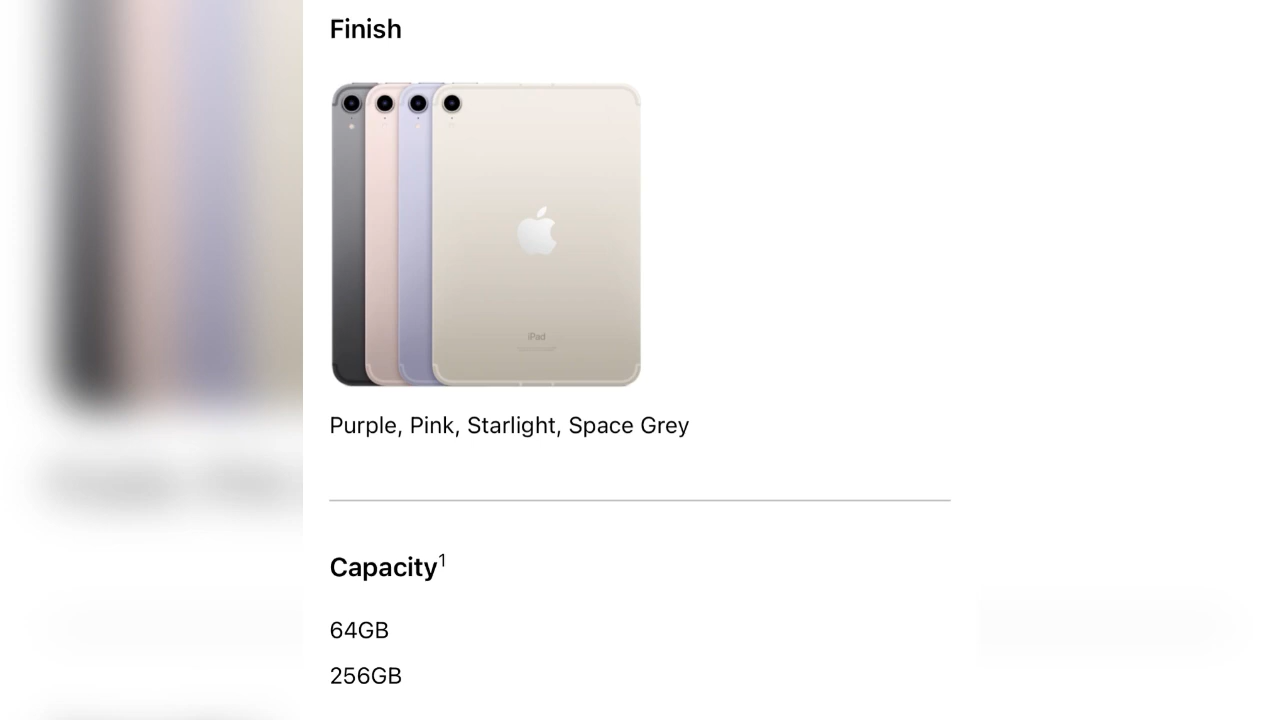 Finish
iPad
Purple, Pink, Starlight, Space Grey
Capacity¹
64GB
256GB